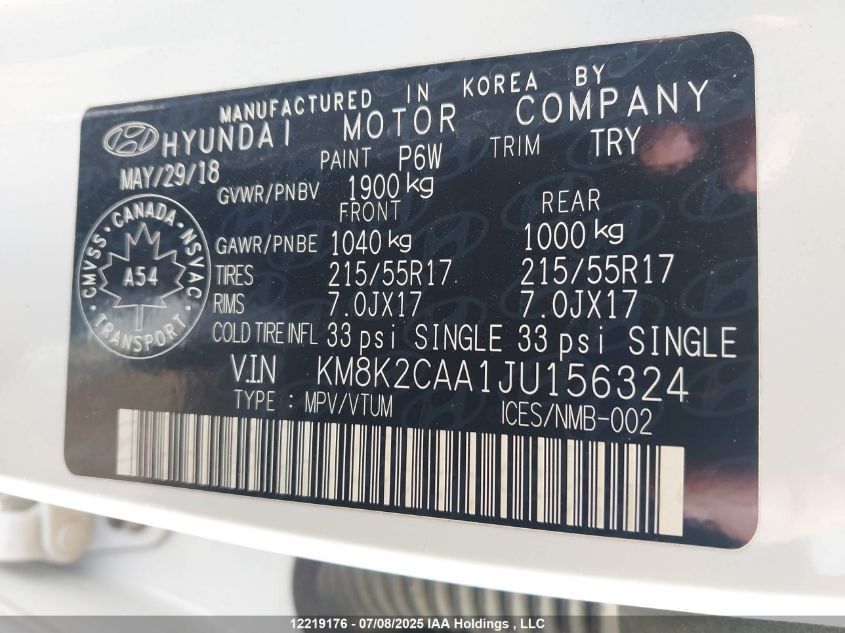 MANUFACTURED IN KOREA BY
HYUNDAI MOTOR COMPANY
MAY/29/18 PAINT P6W TRIM TRY
GVWR/PNBV 1900 kg
FRONT REAR
GAWR/PNBE 1040 kg 1000 kg
TIRES 215/55R17 215/55R17
RIMS 7.0JX17 7.0JX17
COLD TIRE INFL 33 psi SINGLE 33 psi SINGLE
V.I.N KM8K2CAA1JU156324
TYPE : MPV/VTUM ICES/NMB-002
CANADA
CMVSS · NSVAC
A54
TRANSPORT
12219176 - 07/08/2025 IAA Holdings , LLC